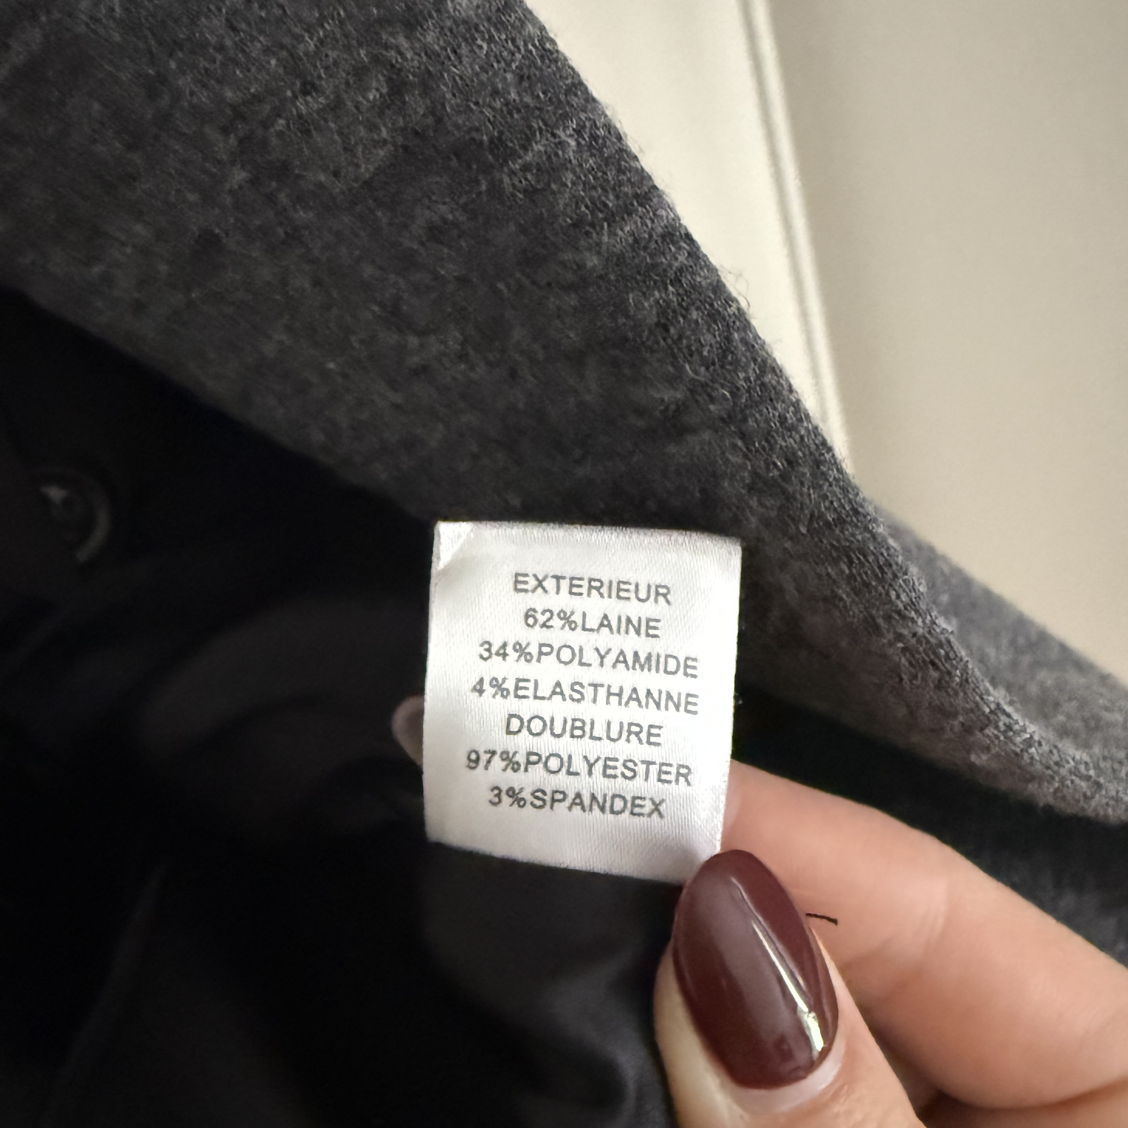 EXTERIEUR
62%LAINE
34%POLYAMIDE
4%ELASTHANNE
DOUBLURE
97%POLYESTER
3%SPANDEX